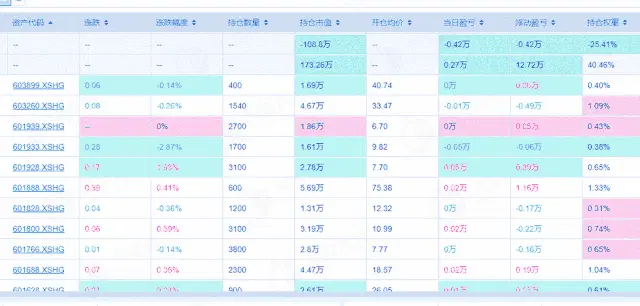 资产代码 涨跌 涨跌幅度 持仓数量 持仓市值 开仓均价 当日盈亏 浮动盈亏 持仓权重
-- -- -- -- -108.8万 -- -0.42万 -0.42万 -25.41%
-- -- -- -- 173.26万 -- 0.27万 12.72万 40.46%
603899.XSHG 0.06 -0.14% 400 1.69万 40.74 0万 0.06万 0.40%
603260.XSHG 0.08 -0.26% 1540 4.67万 33.47 -0.01万 -0.49万 1.09%
601939.XSHG -- 0% 2700 1.86万 6.70 0万 0.05万 0.43%
601933.XSHG 0.28 -2.87% 1700 1.61万 9.82 -0.05万 -0.06万 0.38%
601928.XSHG 0.17 3100 2.78万 7.70 0.05万 0.39万 0.65%
601888.XSHG 0.39 0.41% 600 5.69万 75.38 0.02万 1.16万 1.33%
601828.XSHG 0.04 -0.36% 1200 1.31万 12.32 0万 -0.17万 0.31%
601800.XSHG 0.06 0.59% 3100 3.19万 10.99 0.02万 -0.22万 0.74%
601766.XSHG 0.01 -0.14% 3800 2.8万 7.77 0万 -0.16万 0.65%
601688.XSHG 0.07 0.36% 2300 4.47万 18.57 0.02万 0.19万 1.04%
900 2.61万 26.05 0.61%